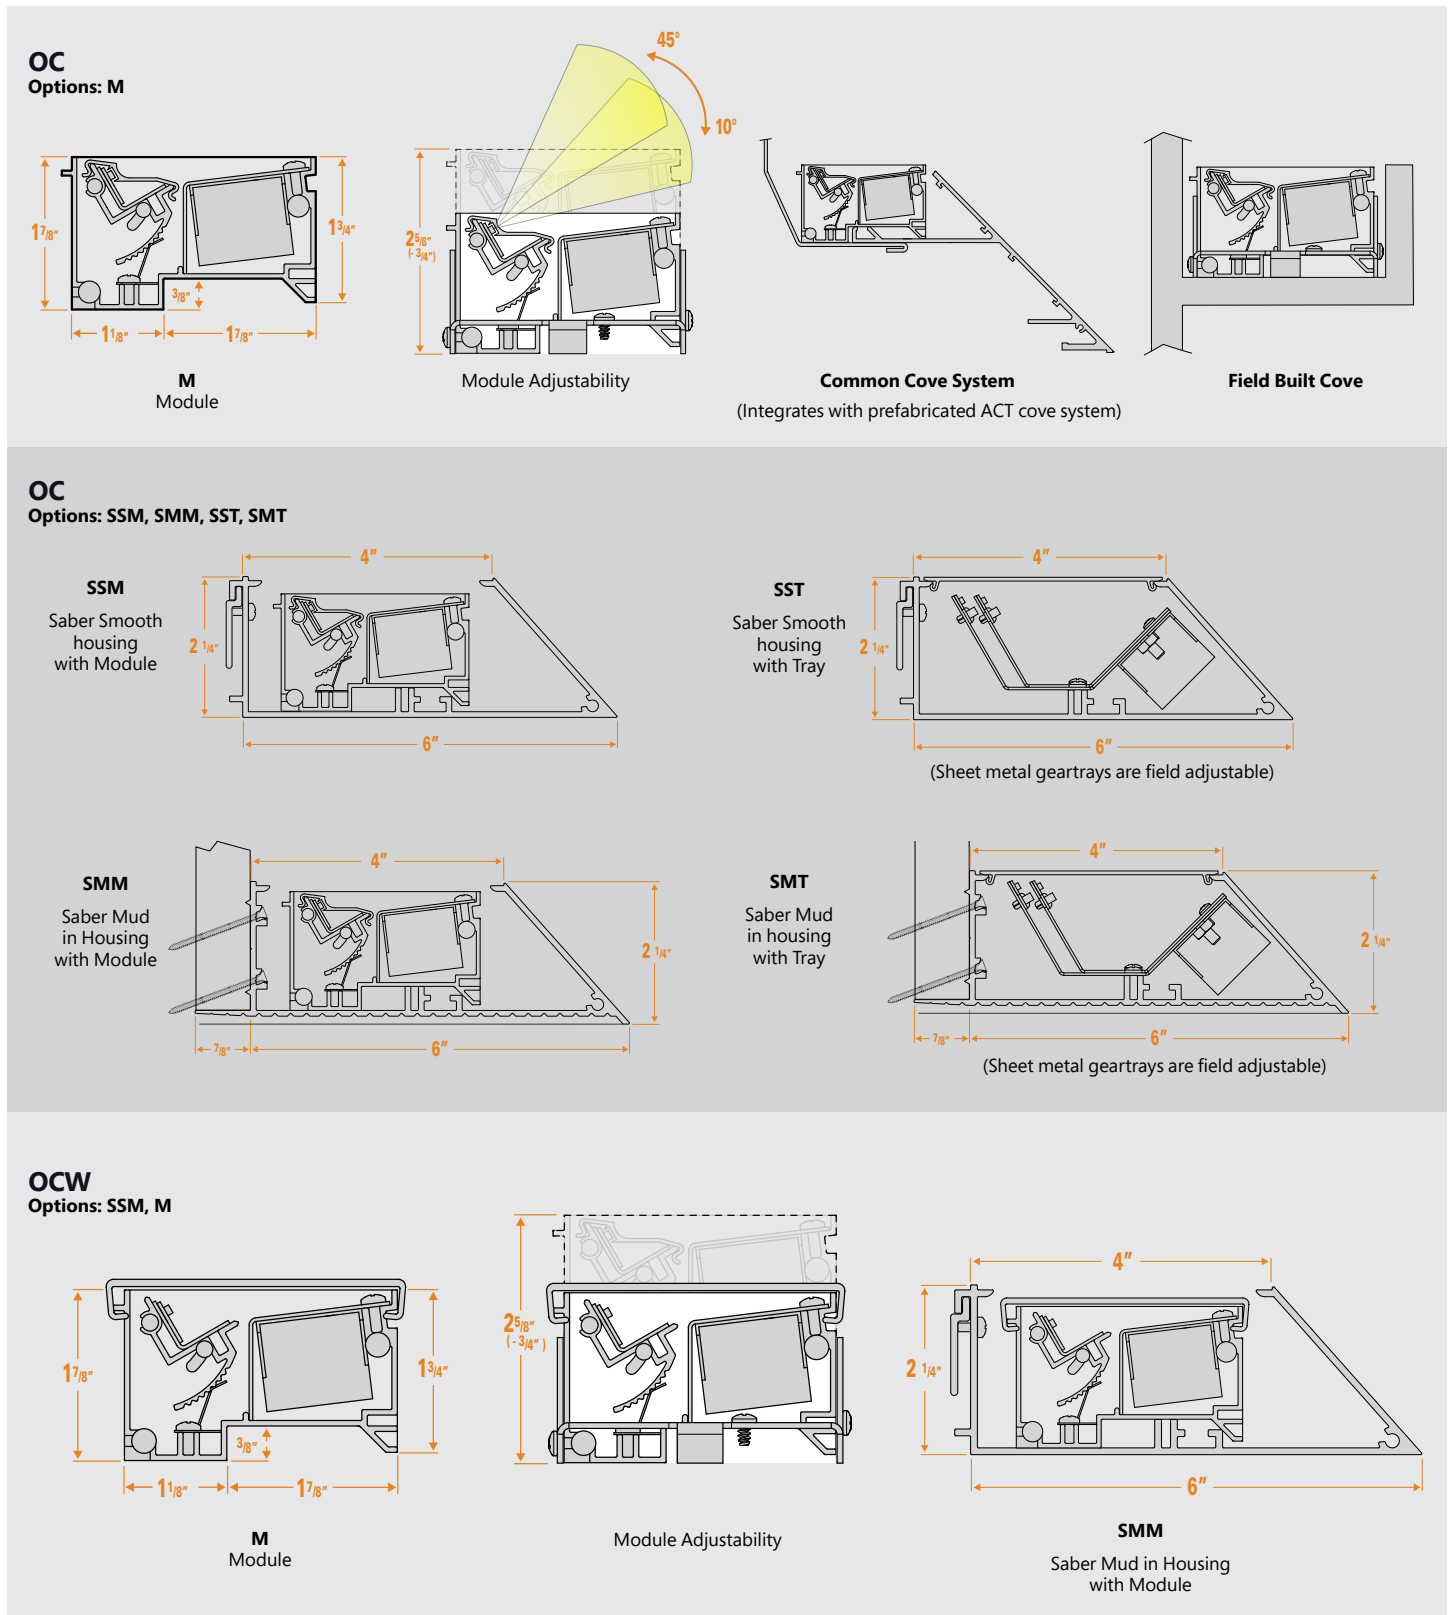 OC
Options: M
45°
10°
1 7/8"
1 3/4"
3/8"
1 1/8"
1 7/8"
2 5/8"
(- 3/4")
M
Module
Module Adjustability
Common Cove System
(Integrates with prefabricated ACT cove system)
Field Built Cove
OC
Options: SSM, SMM, SST, SMT
SSM
Saber Smooth
housing
with Module
4"
2 1/4"
6"
SST
Saber Smooth
housing
with Tray
4"
2 1/4"
6"
(Sheet metal geartrays are field adjustable)
SMM
Saber Mud
in Housing
with Module
4"
2 1/4"
7/8"
6"
SMT
Saber Mud
in housing
with Tray
4"
2 1/4"
7/8"
6"
(Sheet metal geartrays are field adjustable)
OCW
Options: SSM, M
1 7/8"
1 3/4"
3/8"
1 1/8"
1 7/8"
M
Module
2 5/8"
( - 3/4" )
Module Adjustability
4"
2 1/4"
6"
SMM
Saber Mud in Housing
with Module